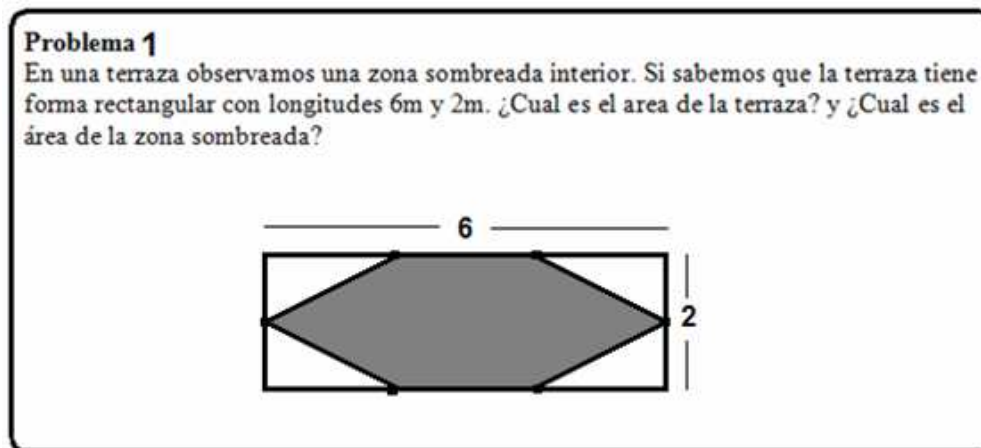 Problema 1
En una terraza observamos una zona sombreada interior. Si sabemos que la terraza tiene
forma rectangular con longitudes 6m y 2m. ¿Cual es el area de la terraza? y ¿Cual es el
área de la zona sombreada?
6
2